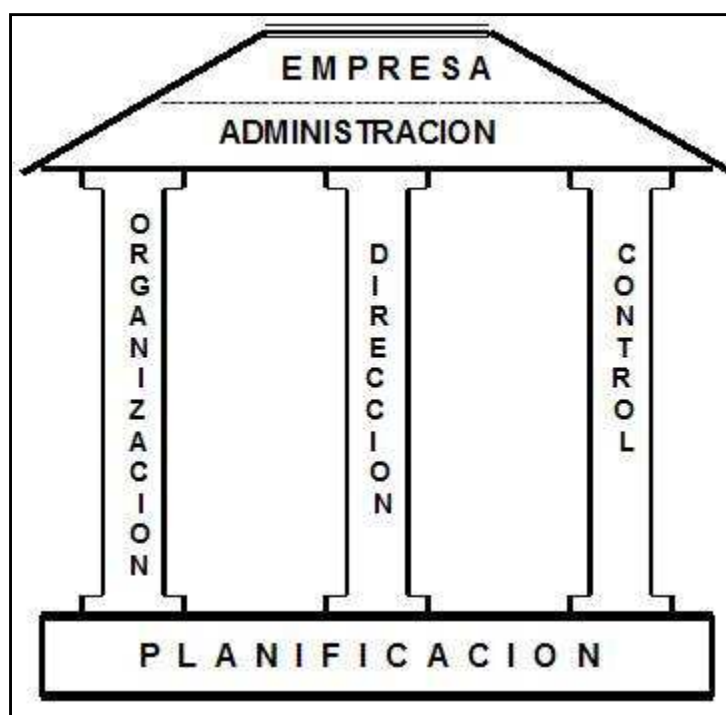 EMPRESA
ADMINISTRACION
ORGANIZACION
DIRECCION
CONTROL
PLANIFICACION